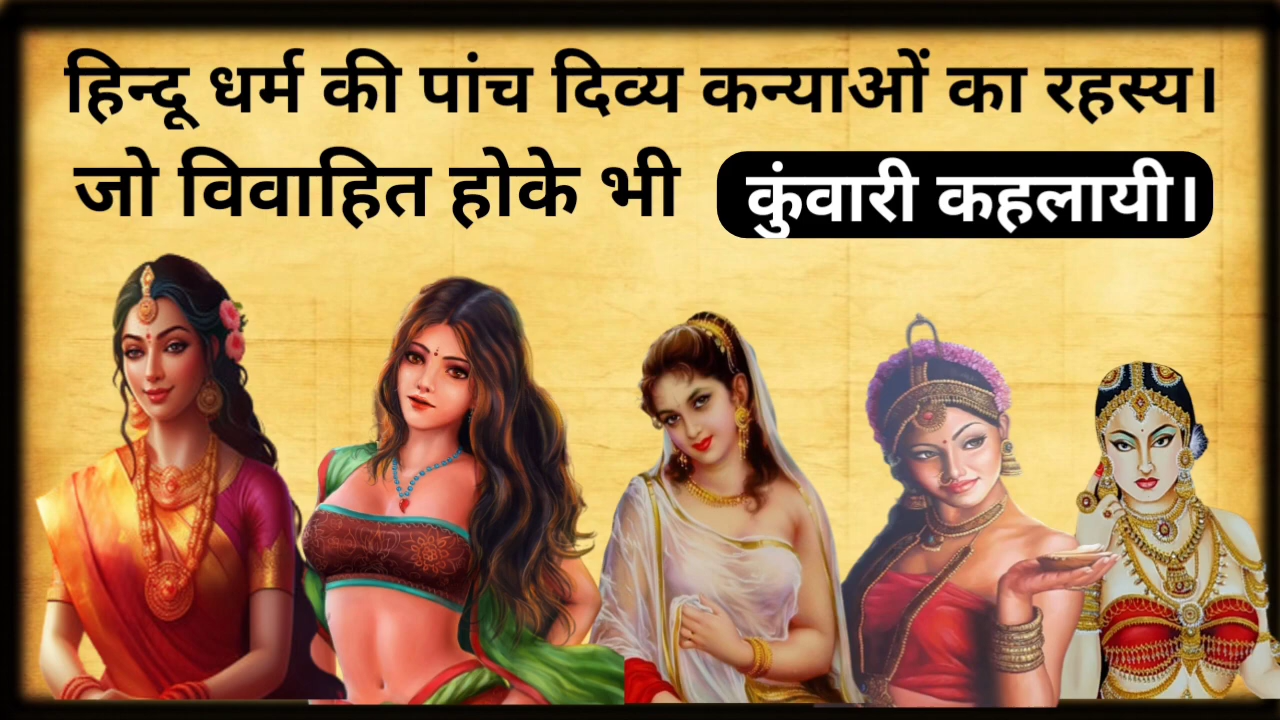 हिन्दू धर्म की पांच दिव्य कन्याओं का रहस्य।
जो विवाहित होके भी कुंवारी कहलायी।